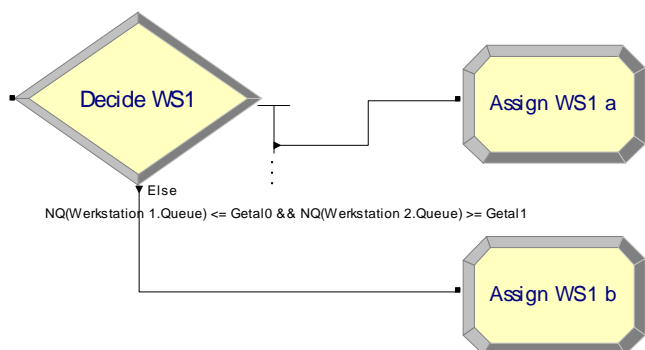 Decide WS1
Assign WS1 a
Else
NQ(Werkstation 1.Queue) <= Getal0 && NQ(Werkstation 2.Queue) >= Getal1
Assign WS1 b